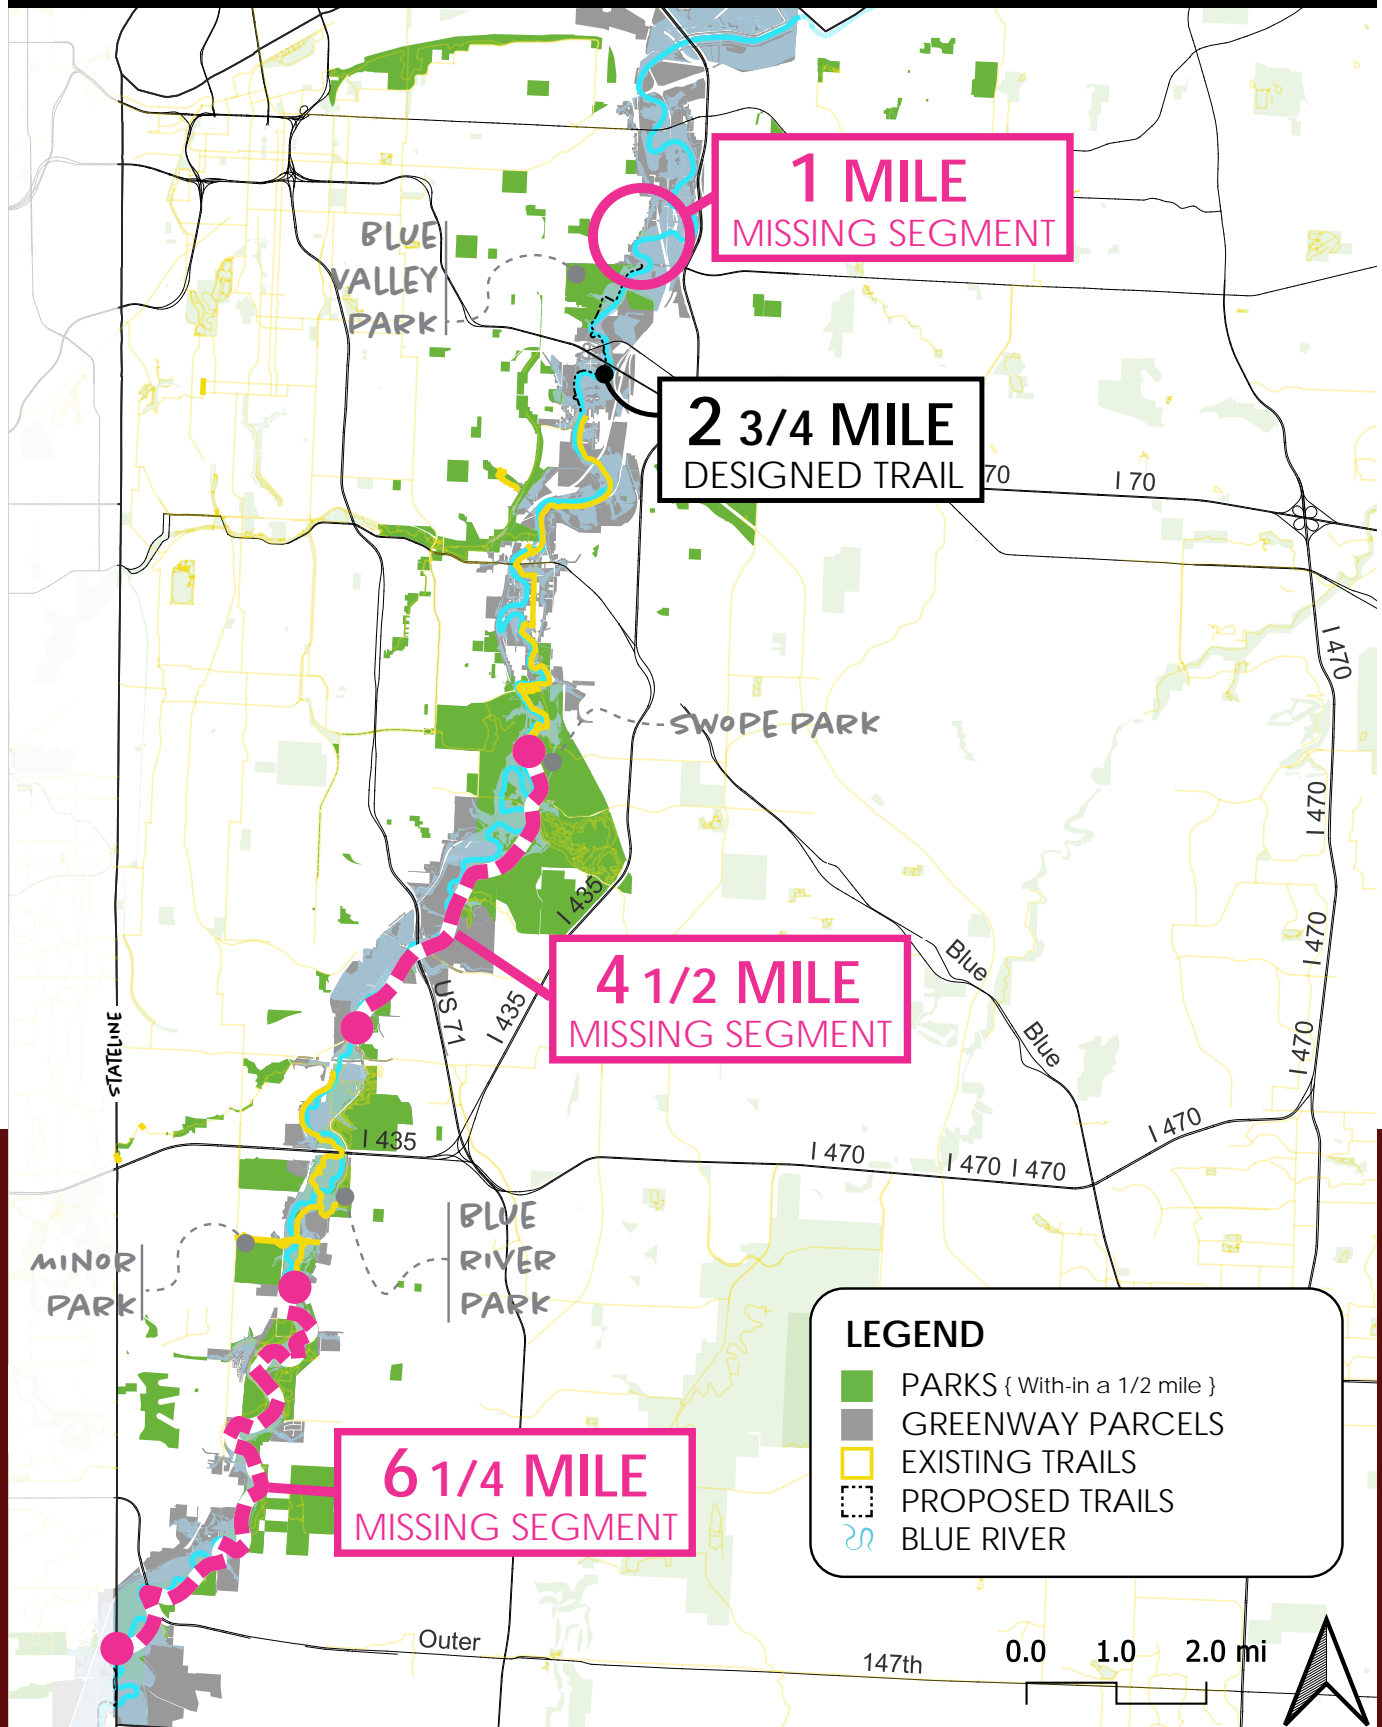 1 MILE
MISSING SEGMENT
BLUE
VALLEY
PARK
2 3/4 MILE
DESIGNED TRAIL
70
I 70
I 470
SWOPE PARK
I 470
I 435
I 470
4 1/2 MILE
MISSING SEGMENT
Blue
US 71
I 435
Blue
I 470
STATELINE
I 435
I 470
I 470
I 470
I 470
BLUE
RIVER
PARK
MINOR
PARK
LEGEND
PARKS { With-in a 1/2 mile }
GREENWAY PARCELS
EXISTING TRAILS
PROPOSED TRAILS
BLUE RIVER
6 1/4 MILE
MISSING SEGMENT
Outer
147th
0.0 1.0 2.0 mi